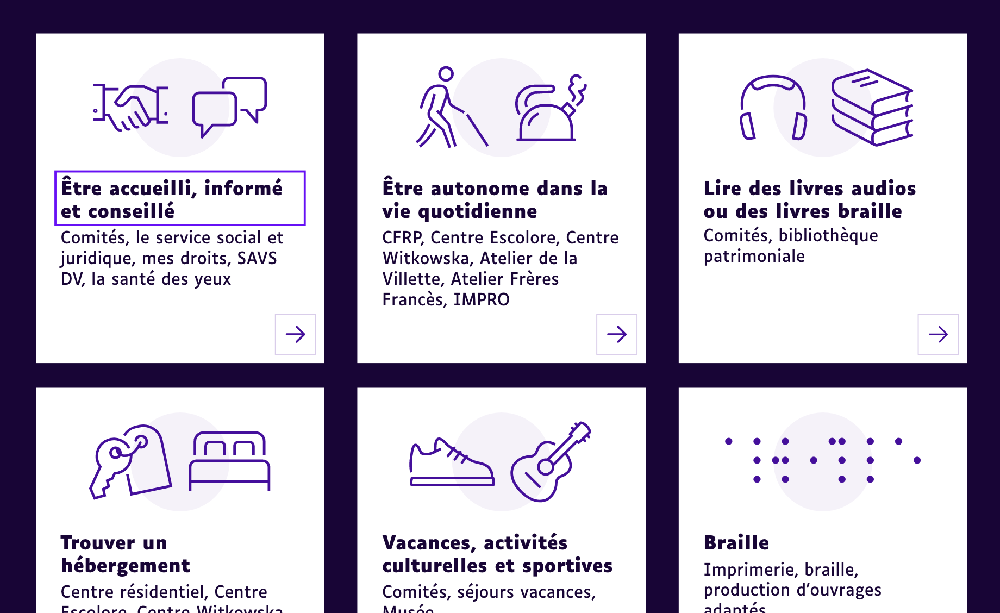 Être accueilli, informé
et conseillé
Comités, le service social et
juridique, mes droits, SAVS
DV, la santé des yeux
Être autonome dans la
vie quotidienne
CFRP, Centre Escolore, Centre
Witkowska, Atelier de la
Villette, Atelier Frères
Francès, IMPRO
Lire des livres audios
ou des livres braille
Comités, bibliothèque
patrimoniale
Trouver un
hébergement
Centre résidentiel, Centre
Escolore, Centre Witkowska
Vacances, activités
culturelles et sportives
Comités, séjours vacances,
Musée
Braille
Imprimerie, braille,
production d’ouvrages
adaptés